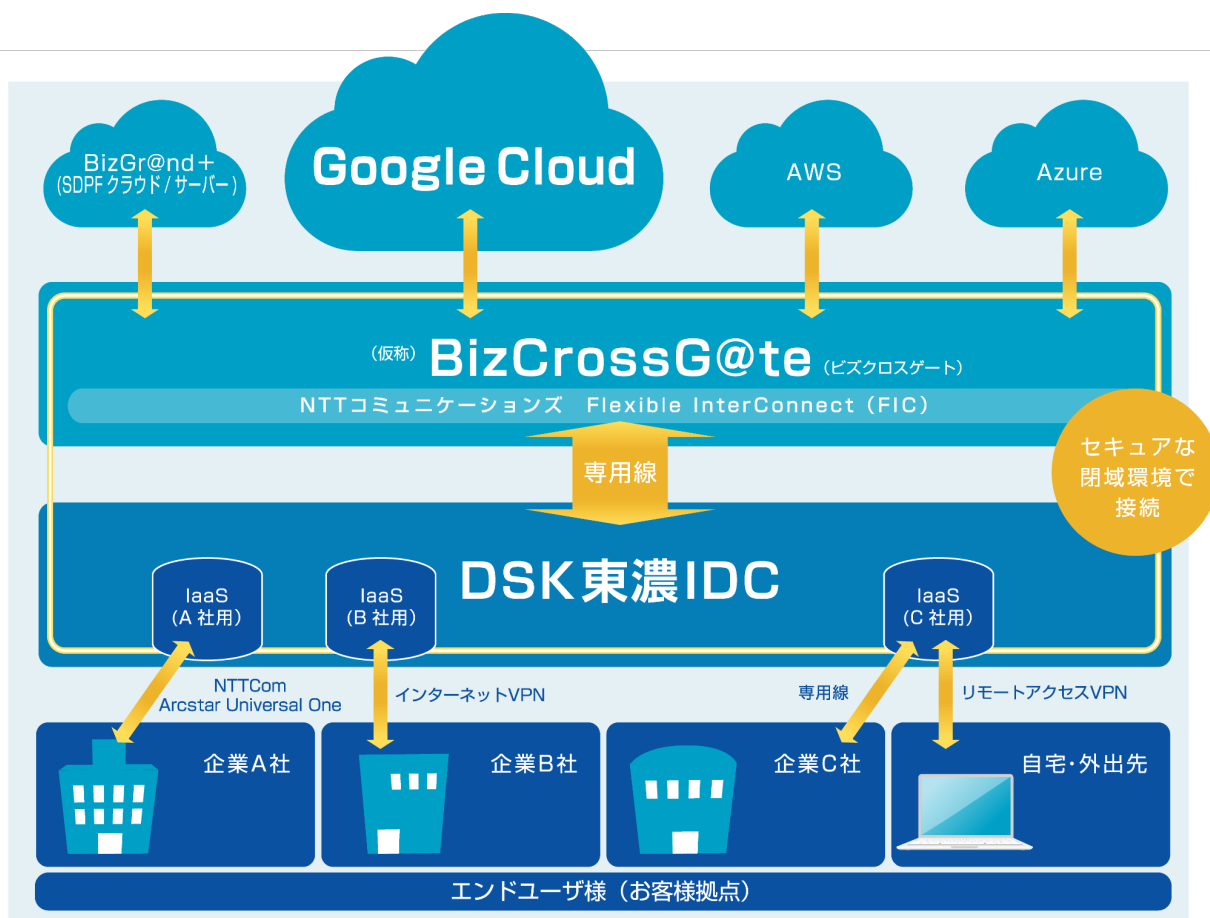 BizGr@nd＋
(SDPF クラウド / サーバー)
Google Cloud
AWS
Azure
（仮称）BizCrossG@te（ビズクロスゲート）
NTTコミュニケーションズ　Flexible InterConnect（FIC）
専用線
セキュアな
閉域環境で
接続
DSK東濃IDC
IaaS
(A 社用)
IaaS
(B 社用)
IaaS
(C 社用)
NTTCom
Arcstar Universal One
インターネットVPN
専用線
リモートアクセスVPN
企業A社
企業B社
企業C社
自宅・外出先
エンドユーザ様（お客様拠点）